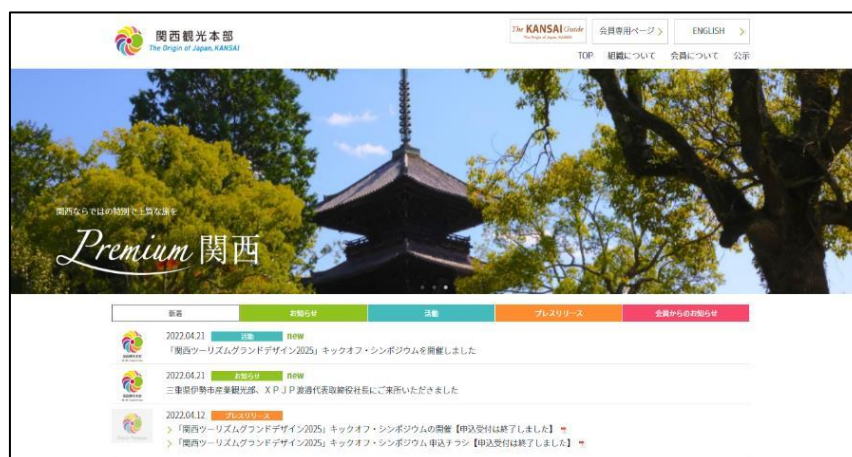 関西観光本部
The Origin of Japan, KANSAI
The KANSAI Guide
The Origin of Japan, KANSAI
会員専用ページ >
ENGLISH >
TOP 組織について 会員について 公示
関西ならではの特別で上質な旅を
Premium 関西
新着 お知らせ 活動 プレスリリース 会員からのお知らせ
2022.04.21 活動 new
「関西ツーリズムグランドデザイン2025」キックオフ・シンポジウムを開催しました
2022.04.21 お知らせ new
三重県伊勢市産業観光部、XPJP渡邉代表取締役社長にご来所いただきました
2022.04.12 プレスリリース
> 「関西ツーリズムグランドデザイン2025」キックオフ・シンポジウムの開催【申込受付は終了しました】
> 「関西ツーリズムグランドデザイン2025」キックオフ・シンポジウム 申込チラシ【申込受付は終了しました】